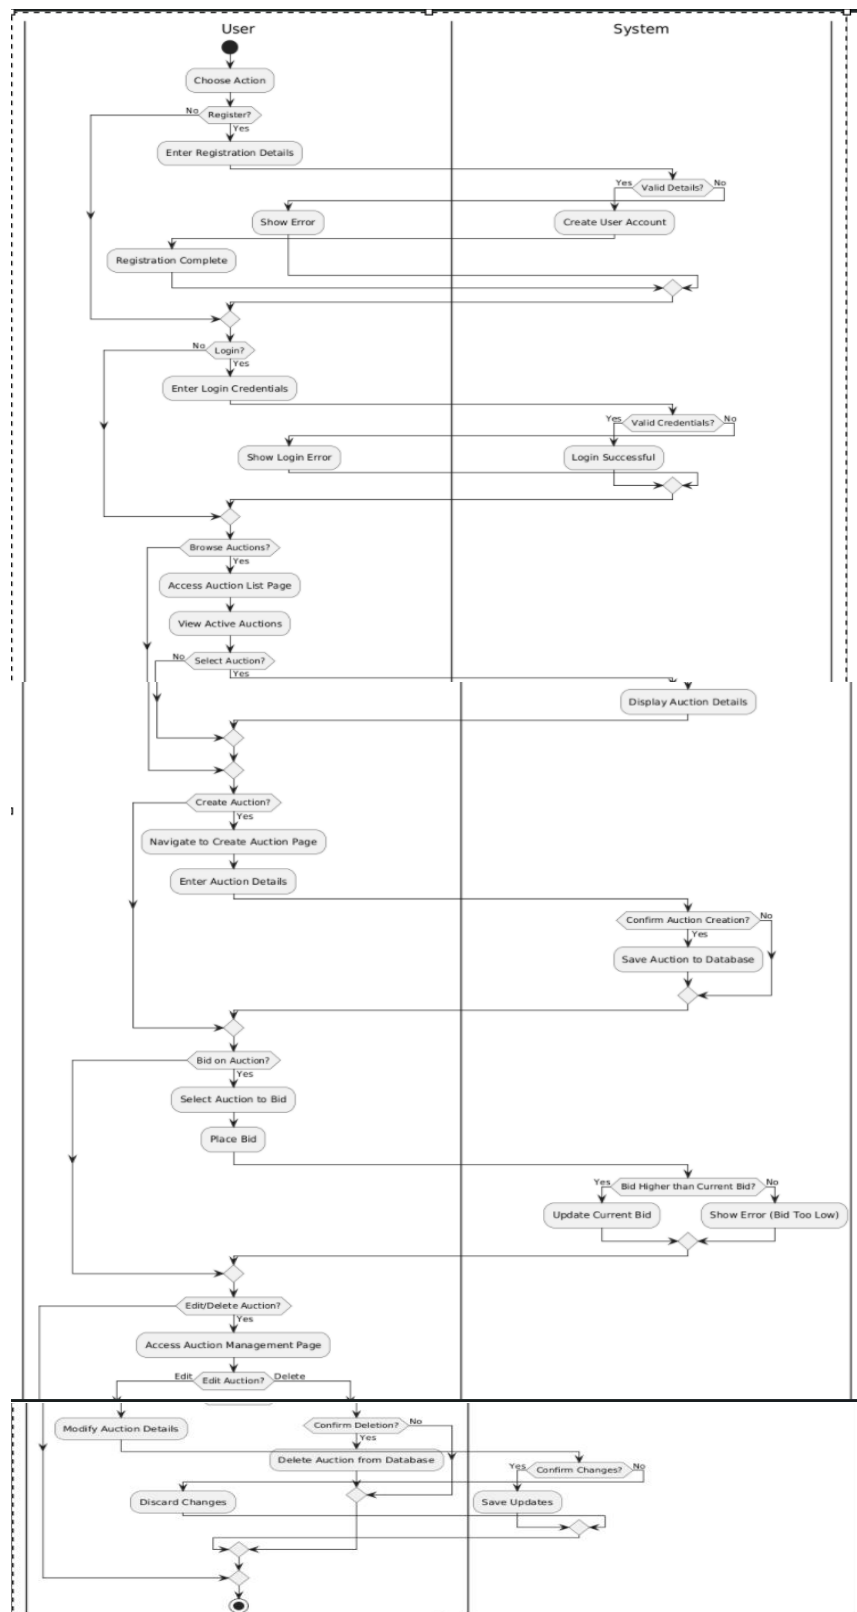 User
System
Choose Action
No
Register?
Yes
Enter Registration Details
Yes
Valid Details?
No
Show Error
Create User Account
Registration Complete
No
Login?
Yes
Enter Login Credentials
Yes
Valid Credentials?
No
Show Login Error
Login Successful
Browse Auctions?
Yes
Access Auction List Page
View Active Auctions
No
Select Auction?
Yes
Display Auction Details
Create Auction?
Yes
Navigate to Create Auction Page
Enter Auction Details
Confirm Auction Creation?
No
Yes
Save Auction to Database
Bid on Auction?
Yes
Select Auction to Bid
Place Bid
Yes
Bid Higher than Current Bid?
No
Update Current Bid
Show Error (Bid Too Low)
Edit/Delete Auction?
Yes
Access Auction Management Page
Edit
Edit Auction?
Delete
Modify Auction Details
Confirm Deletion?
No
Yes
Delete Auction from Database
Yes
Confirm Changes?
No
Discard Changes
Save Updates